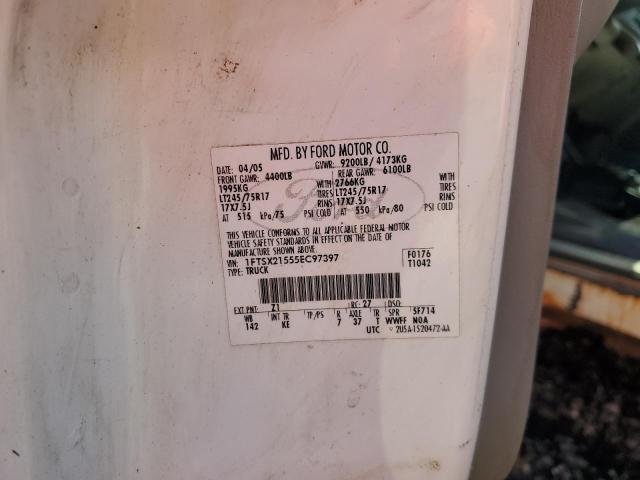 MFD. BY FORD MOTOR CO.
DATE: 04/05 GVWR: 9200LB/ 4173KG
FRONT GAWR: 4400LB REAR GAWR: 6100LB
1995KG WITH 2766KG WITH
LT245/75R17 TIRES LT245/75R17 TIRES
17X7.5J RIMS 17X7.5J RIMS
AT 515 kPa/75 PSI COLD AT 550 kPa/80 PSI COLD
Ford
THIS VEHICLE CONFORMS TO ALL APPLICABLE FEDERAL MOTOR
VEHICLE SAFETY STANDARDS IN EFFECT ON THE DATE OF
MANUFACTURE SHOWN ABOVE.
VIN: 1FTSX21555EC97397 F0176
TYPE: TRUCK T1042
EXT PNT: Z1 RC: 27 DSO:
WB INT TR TP/PS R AXLE TR SPR 5F714
142 KE 7 37 T WWFF NOA
UTC 2U5A-1520472-AA